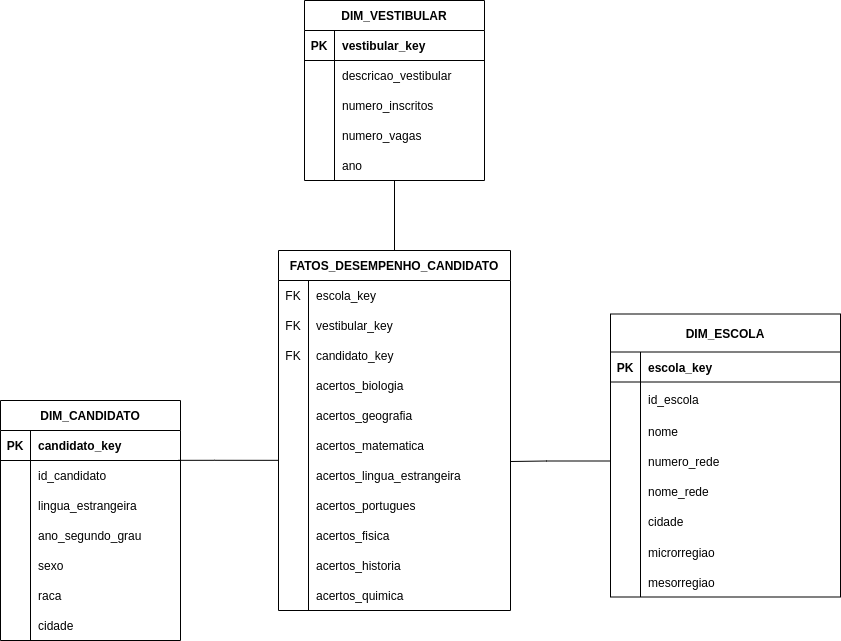 DIM_VESTIBULAR
PK vestibular_key
descricao_vestibular
numero_inscritos
numero_vagas
ano
FATOS_DESEMPENHO_CANDIDATO
FK escola_key
FK vestibular_key
FK candidato_key
acertos_biologia
acertos_geografia
acertos_matematica
acertos_lingua_estrangeira
acertos_portugues
acertos_fisica
acertos_historia
acertos_quimica
DIM_ESCOLA
PK escola_key
id_escola
nome
numero_rede
nome_rede
cidade
microrregiao
mesorregiao
DIM_CANDIDATO
PK candidato_key
id_candidato
lingua_estrangeira
ano_segundo_grau
sexo
raca
cidade